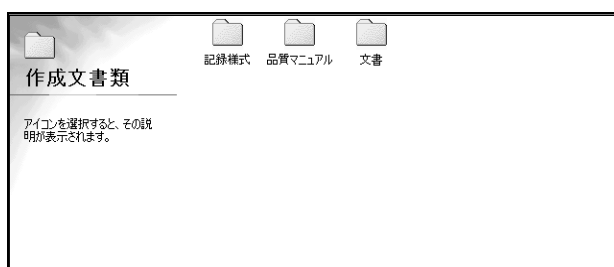 作成文書類
アイコンを選択すると、その説
明が表示されます。
記録様式
品質マニュアル
文書